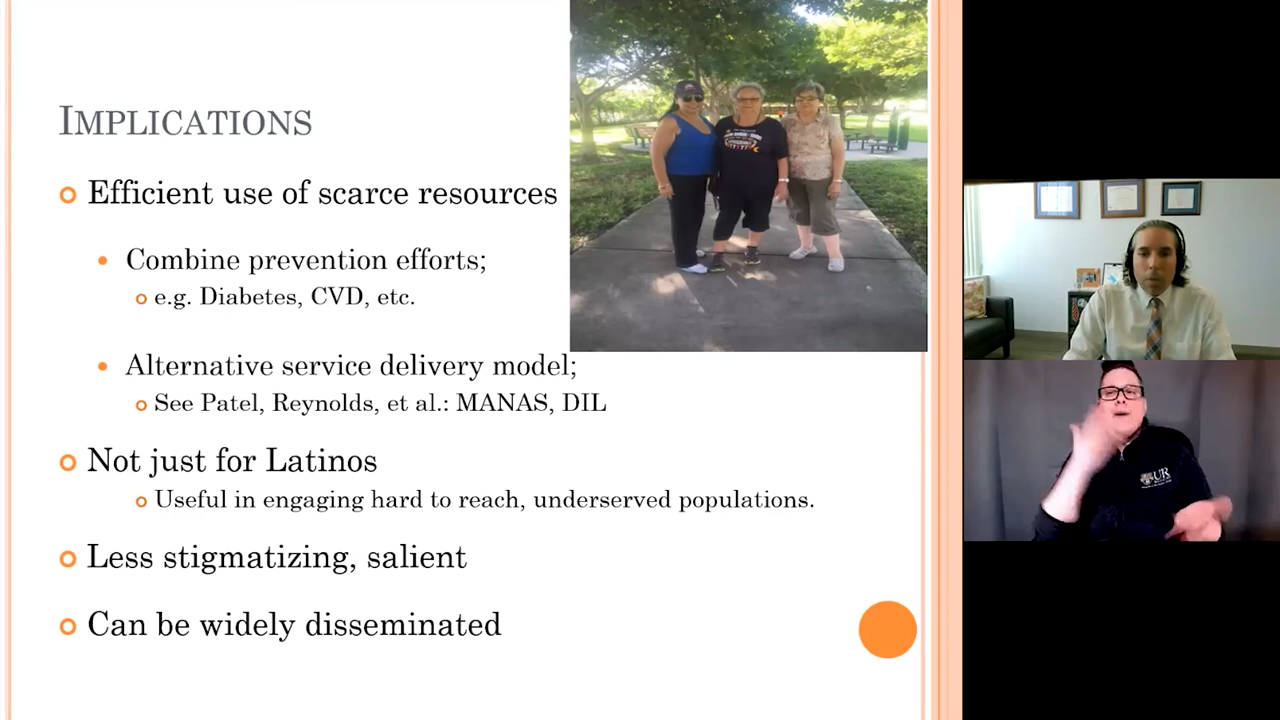 IMPLICATIONS
Efficient use of scarce resources
Combine prevention efforts;
e.g. Diabetes, CVD, etc.
Alternative service delivery model;
See Patel, Reynolds, et al.: MANAS, DIL
Not just for Latinos
Useful in engaging hard to reach, underserved populations.
Less stigmatizing, salient
Can be widely disseminated
UR